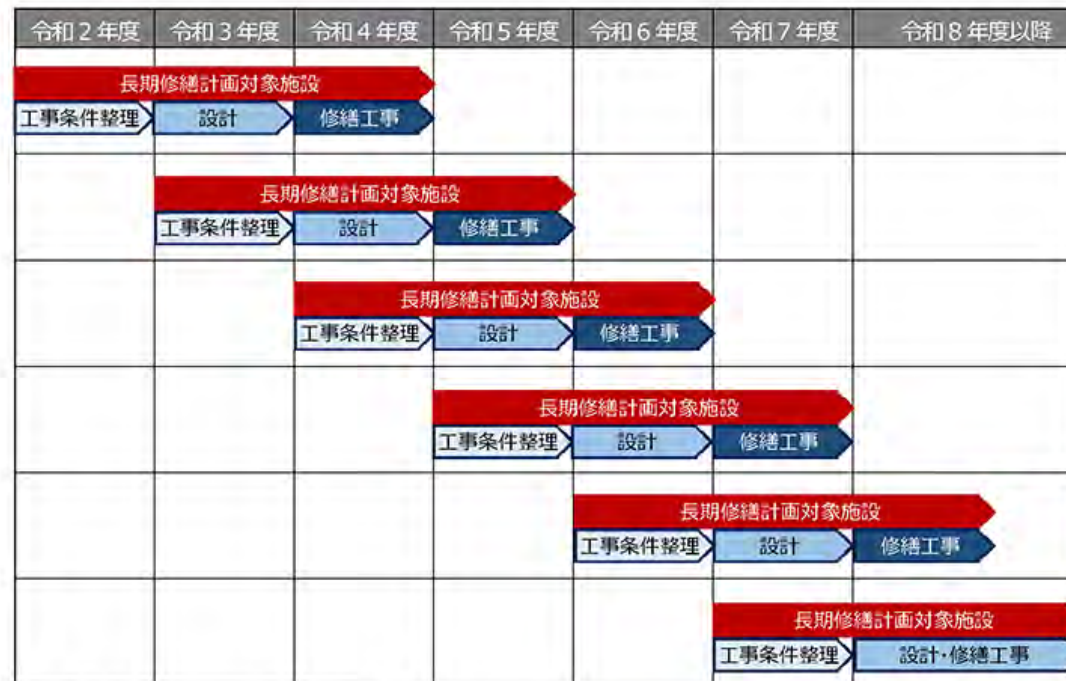 令和2年度 令和3年度 令和4年度 令和5年度 令和6年度 令和7年度 令和8年度以降
長期修繕計画対象施設
工事条件整理 設計 修繕工事
長期修繕計画対象施設
工事条件整理 設計 修繕工事
長期修繕計画対象施設
工事条件整理 設計 修繕工事
長期修繕計画対象施設
工事条件整理 設計 修繕工事
長期修繕計画対象施設
工事条件整理 設計 修繕工事
長期修繕計画対象施設
工事条件整理 設計・修繕工事